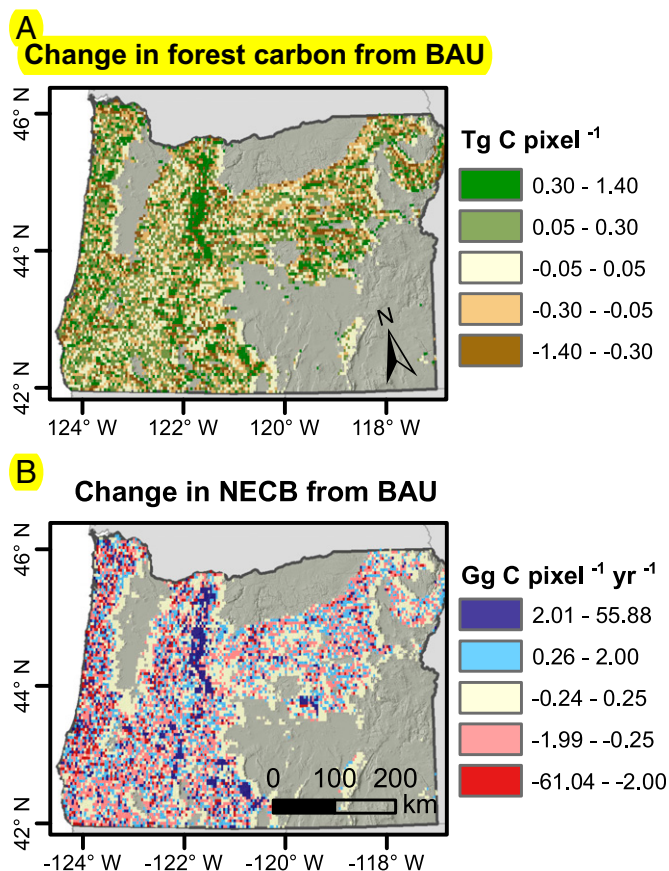 A
Change in forest carbon from BAU
46° N
44° N
42° N
-124° W -122° W -120° W -118° W
N
Tg C pixel -1
0.30 - 1.40
0.05 - 0.30
-0.05 - 0.05
-0.30 - -0.05
-1.40 - -0.30
B
Change in NECB from BAU
46° N
44° N
42° N
-124° W -122° W -120° W -118° W
0 100 200
km
Gg C pixel -1 yr -1
2.01 - 55.88
0.26 - 2.00
-0.24 - 0.25
-1.99 - -0.25
-61.04 - -2.00